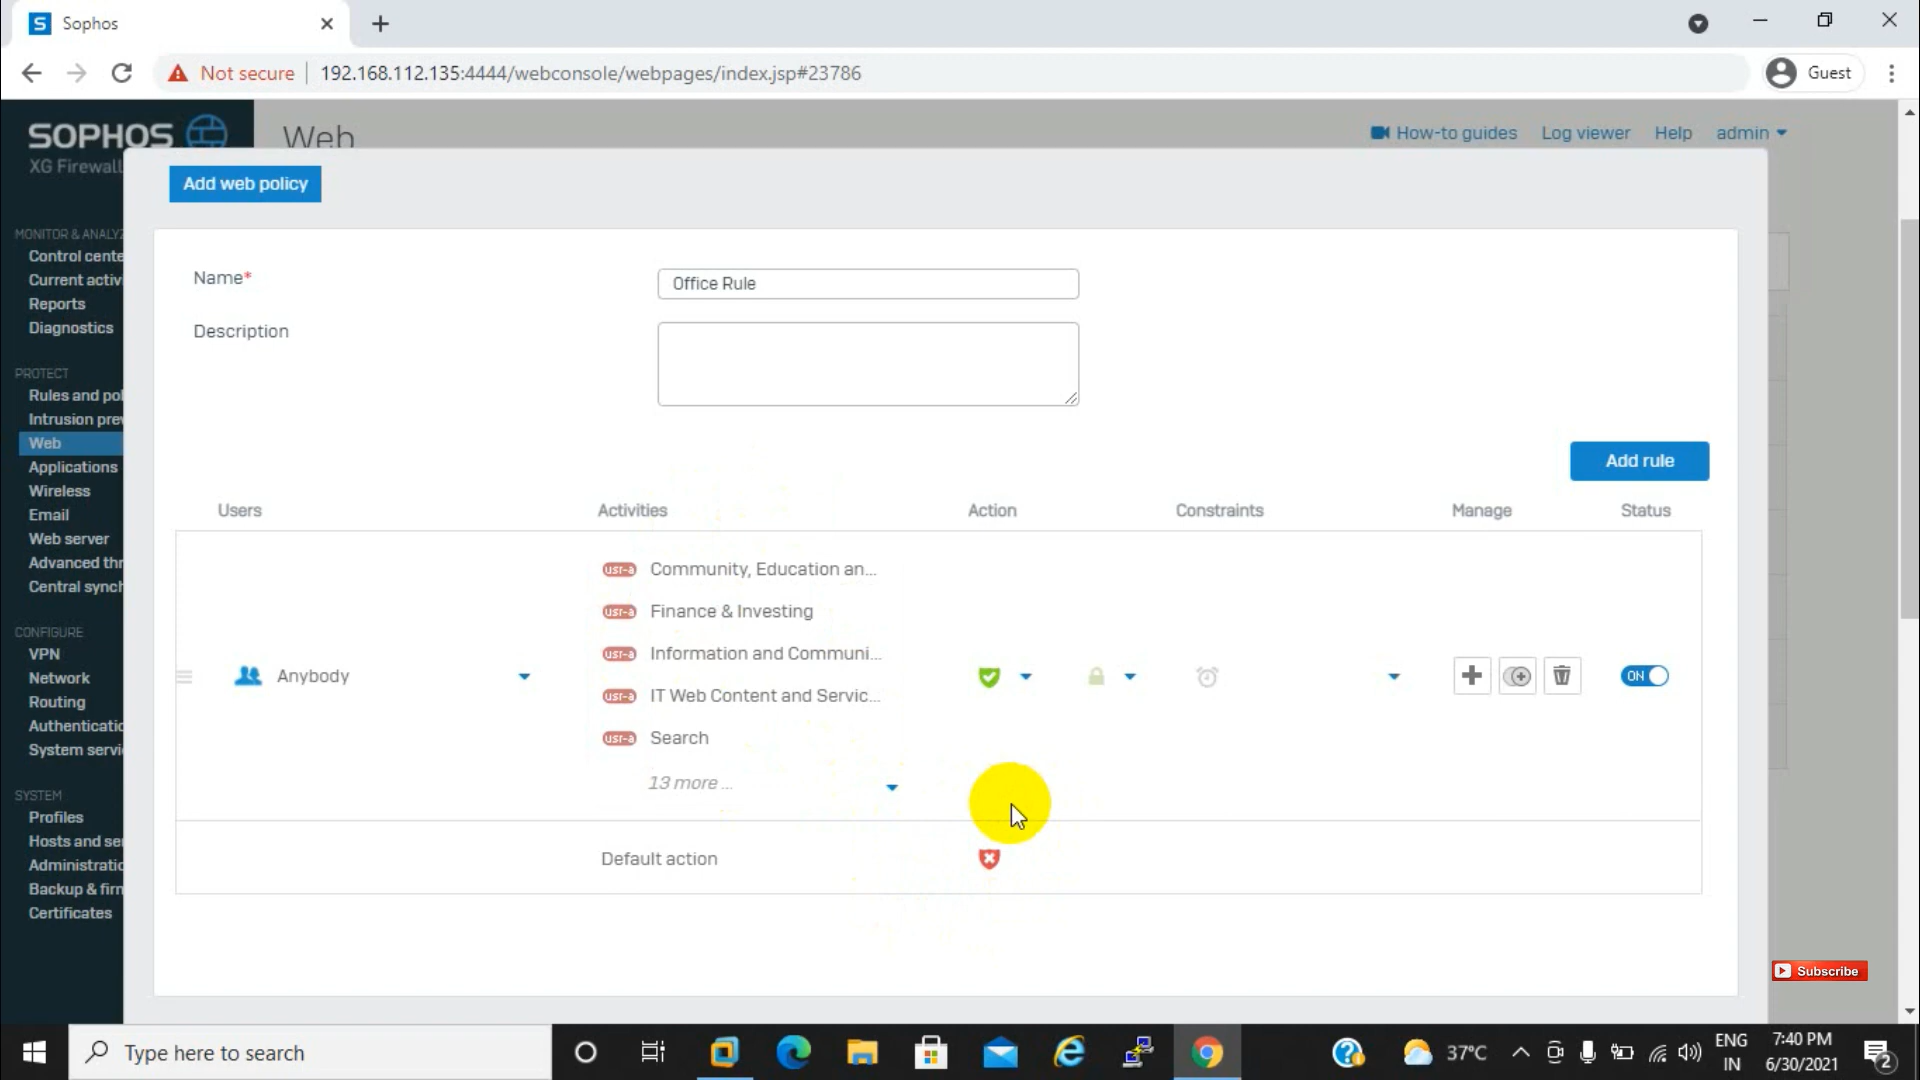 S Sophos
Not secure 192.168.112.135:4444/webconsole/webpages/index.jsp#23786 Guest
SOPHOS
XG Firewall
Web
How-to guides Log viewer Help admin
MONITOR & ANALYZ
Control cente
Current activ
Reports
Diagnostics
PROTECT
Rules and pol
Intrusion prev
Web
Applications
Wireless
Email
Web server
Advanced thr
Central synch
CONFIGURE
VPN
Network
Routing
Authenticatic
System servi
SYSTEM
Profiles
Hosts and ser
Administratic
Backup & firn
Certificates
Add web policy
Name*
Office Rule
Description
Add rule
Users Activities Action Constraints Manage Status
Anybody
usr-a Community, Education an...
usr-a Finance & Investing
usr-a Information and Communi...
usr-a IT Web Content and Servic...
usr-a Search
13 more ...
ON
Default action
Subscribe
Type here to search
37°C
ENG
IN
7:40 PM
6/30/2021
2